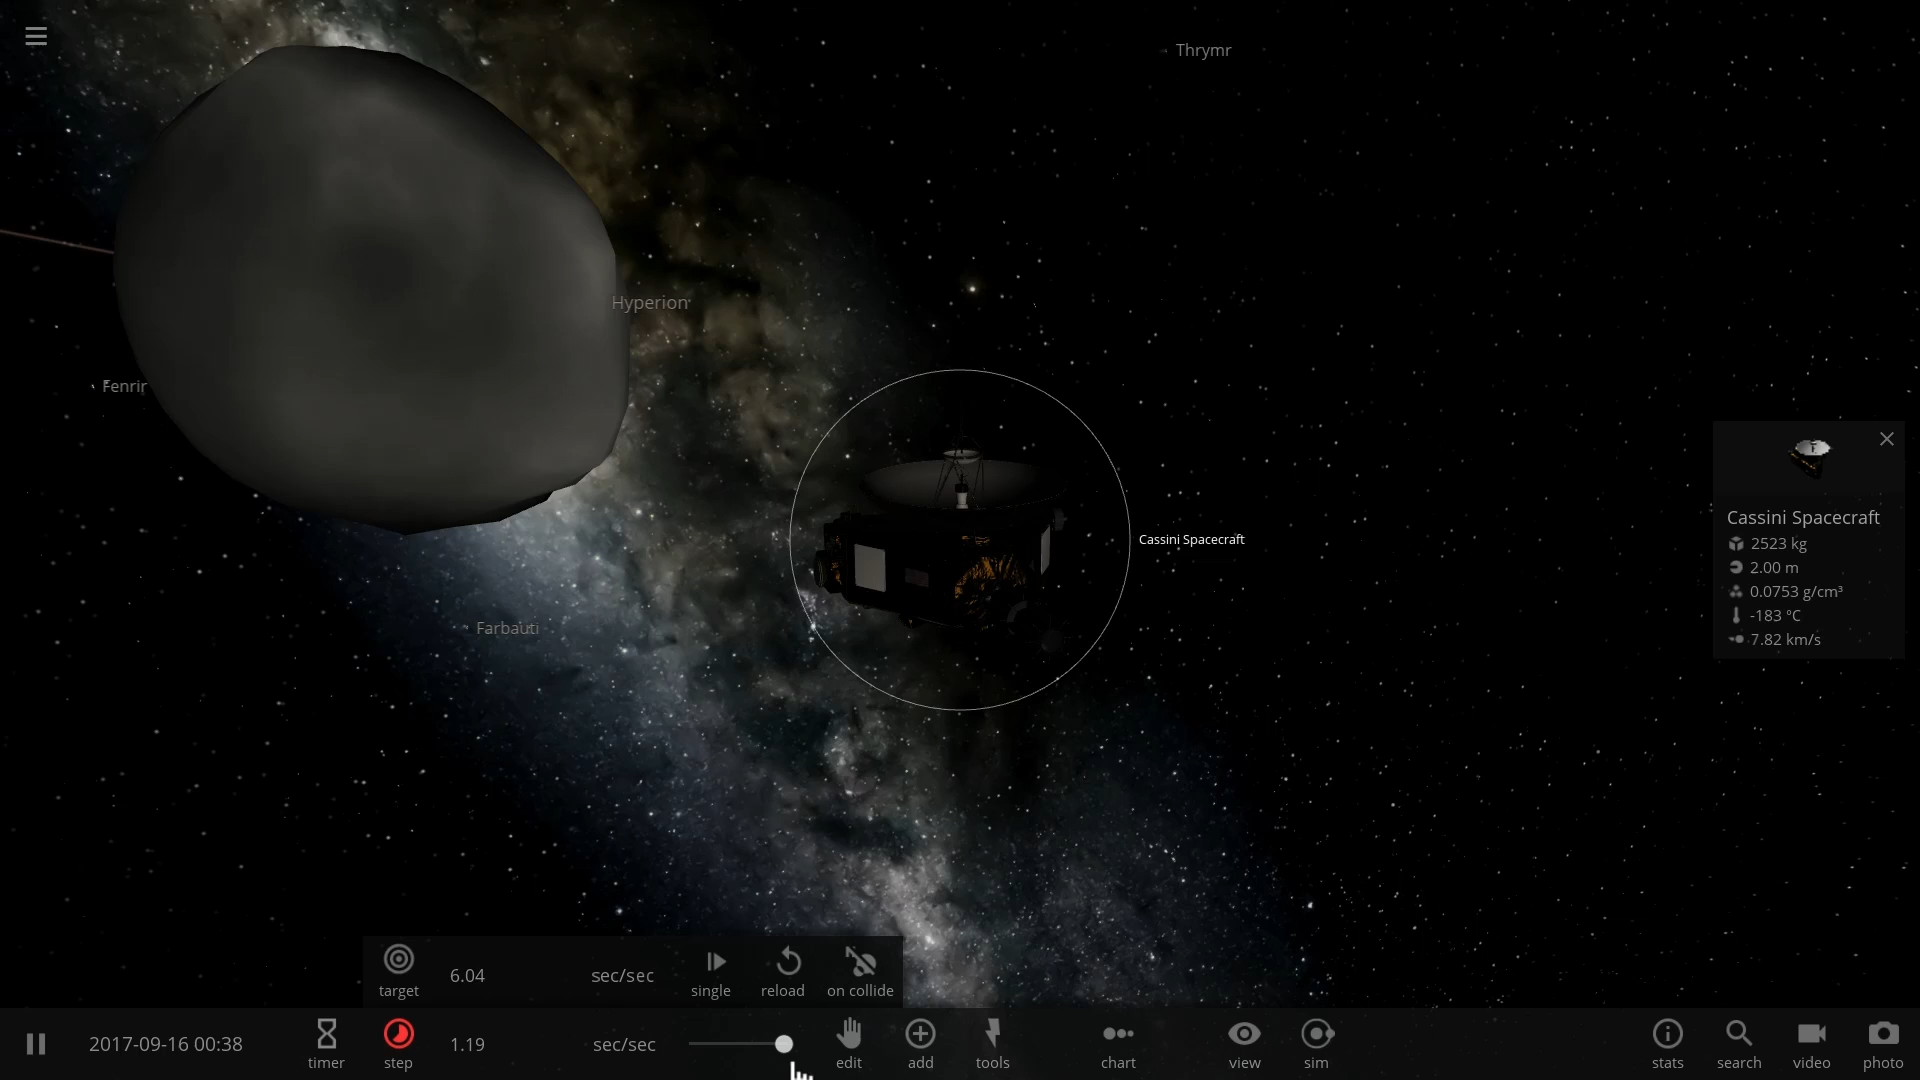 Thrymr
Hyperion
Fenrir
Cassini Spacecraft
Farbauti
Cassini Spacecraft
2523 kg
2.00 m
0.0753 g/cm³
-183 °C
7.82 km/s
target
6.04
sec/sec
single
reload
on collide
2017-09-16 00:38
timer
step
1.19
sec/sec
edit
add
tools
chart
view
sim
stats
search
video
photo